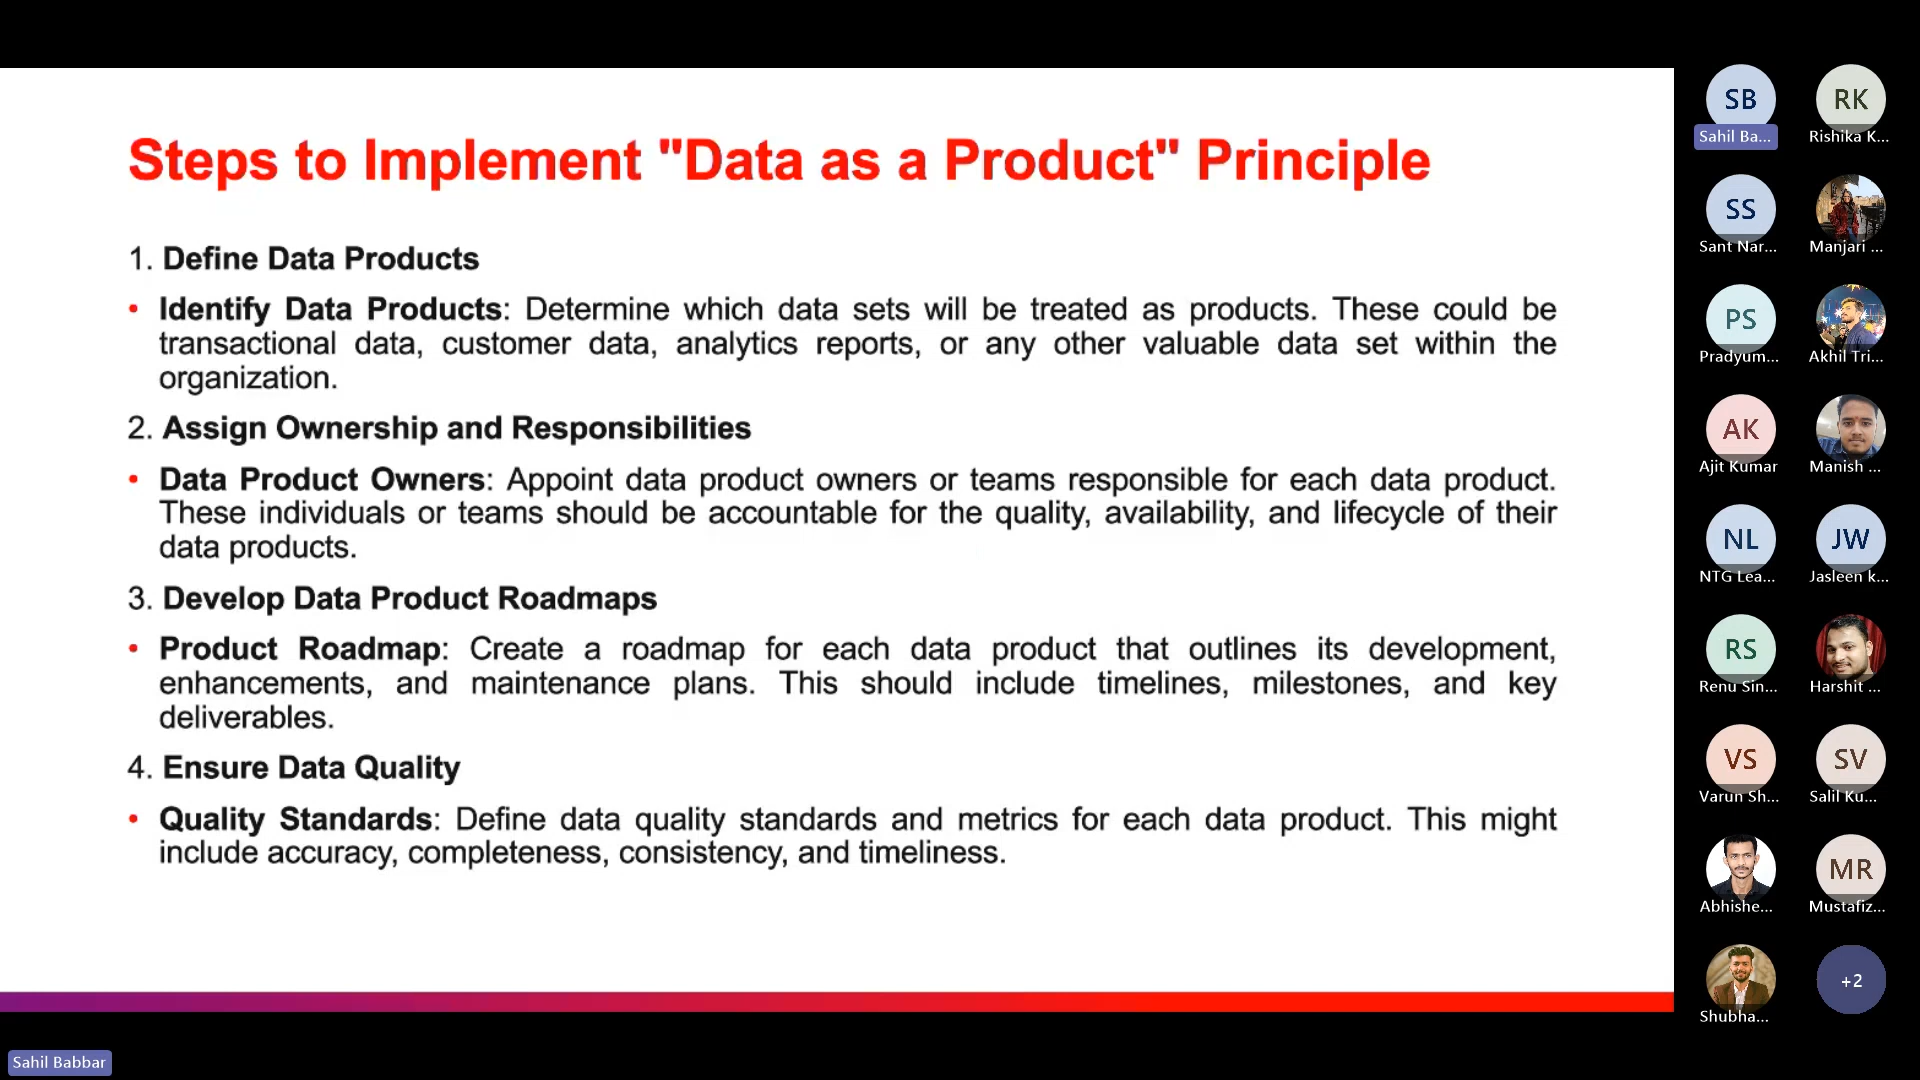 Steps to Implement "Data as a Product" Principle
1. Define Data Products
• Identify Data Products: Determine which data sets will be treated as products. These could be
transactional data, customer data, analytics reports, or any other valuable data set within the
organization.
2. Assign Ownership and Responsibilities
• Data Product Owners: Appoint data product owners or teams responsible for each data product.
These individuals or teams should be accountable for the quality, availability, and lifecycle of their
data products.
3. Develop Data Product Roadmaps
• Product Roadmap: Create a roadmap for each data product that outlines its development,
enhancements, and maintenance plans. This should include timelines, milestones, and key
deliverables.
4. Ensure Data Quality
• Quality Standards: Define data quality standards and metrics for each data product. This might
include accuracy, completeness, consistency, and timeliness.
SB
Sahil Ba...
RK
Rishika K...
SS
Sant Nar...
Manjari ...
PS
Pradyum...
Akhil Tri...
AK
Ajit Kumar
Manish ...
NL
NTG Lea...
JW
Jasleen k...
RS
Renu Sin...
Harshit ...
VS
Varun Sh...
SV
Salil Ku...
Abhishe...
MR
Mustafiz...
Shubha...
+2
Sahil Babbar